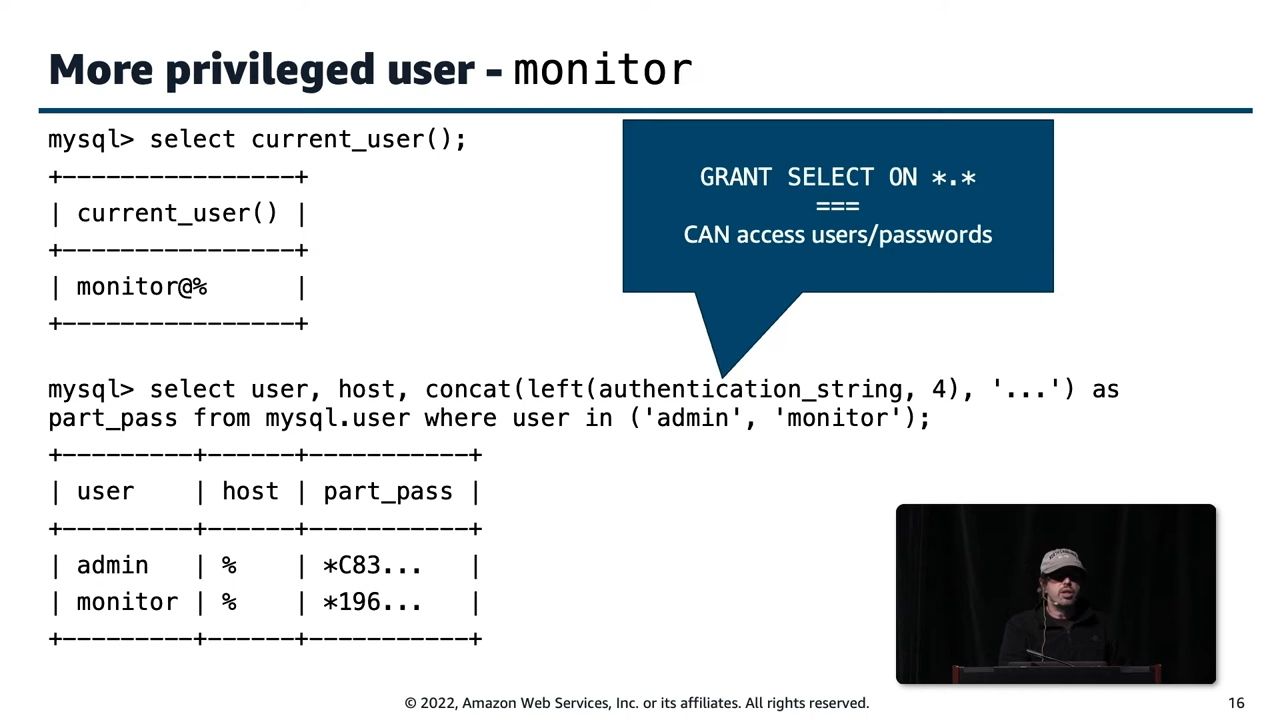 More privileged user - monitor
mysql> select current_user();
+----------------+
| current_user() |
+----------------+
| monitor@%      |
+----------------+
GRANT SELECT ON *.*
===
CAN access users/passwords
mysql> select user, host, concat(left(authentication_string, 4), '...') as
part_pass from mysql.user where user in ('admin', 'monitor');
+---------+------+-----------+
| user    | host | part_pass |
+---------+------+-----------+
| admin   | %    | *C83...   |
| monitor | %    | *196...   |
+---------+------+-----------+
© 2022, Amazon Web Services, Inc. or its affiliates. All rights reserved.
16